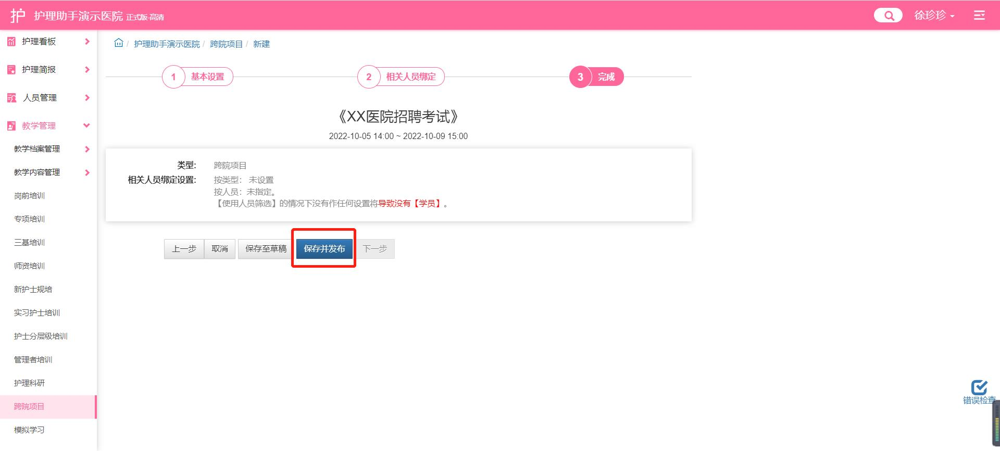 护 护理助手演示医院 正式版-高清
徐珍珍
护理看板
护理简报
人员管理
教学管理
教学档案管理
教学内容管理
岗前培训
专项培训
三基培训
师资培训
新护士规培
实习护士培训
护士分层级培训
管理者培训
护理科研
跨院项目
模拟学习
/ 护理助手演示医院 / 跨院项目 / 新建
1 基本设置
2 相关人员绑定
3 完成
《XX医院招聘考试》
2022-10-05 14:00 ~ 2022-10-09 15:00
类型: 跨院项目
相关人员绑定设置: 按类型: 未设置
按人员: 未指定。
【使用人员筛选】的情况下没有作任何设置将导致没有【学员】。
上一步 取消 保存至草稿 保存并发布 下一步
错误检查